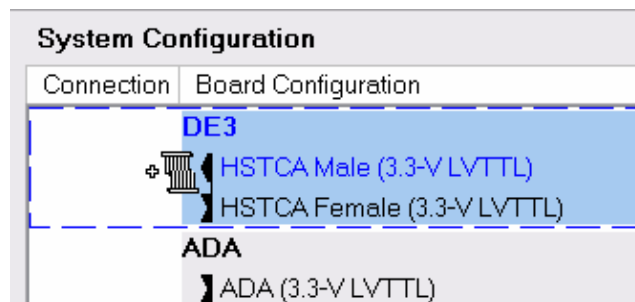 System Configuration
Connection Board Configuration
DE3
HSTCA Male (3.3-V LVTTL)
HSTCA Female (3.3-V LVTTL)
ADA
ADA (3.3-V LVTTL)